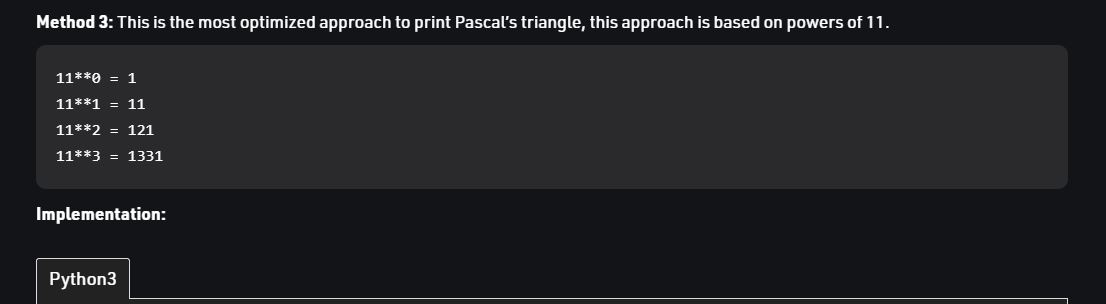 Method 3: This is the most optimized approach to print Pascal’s triangle, this approach is based on powers of 11.
11**0 = 1
11**1 = 11
11**2 = 121
11**3 = 1331
Implementation:
Python3